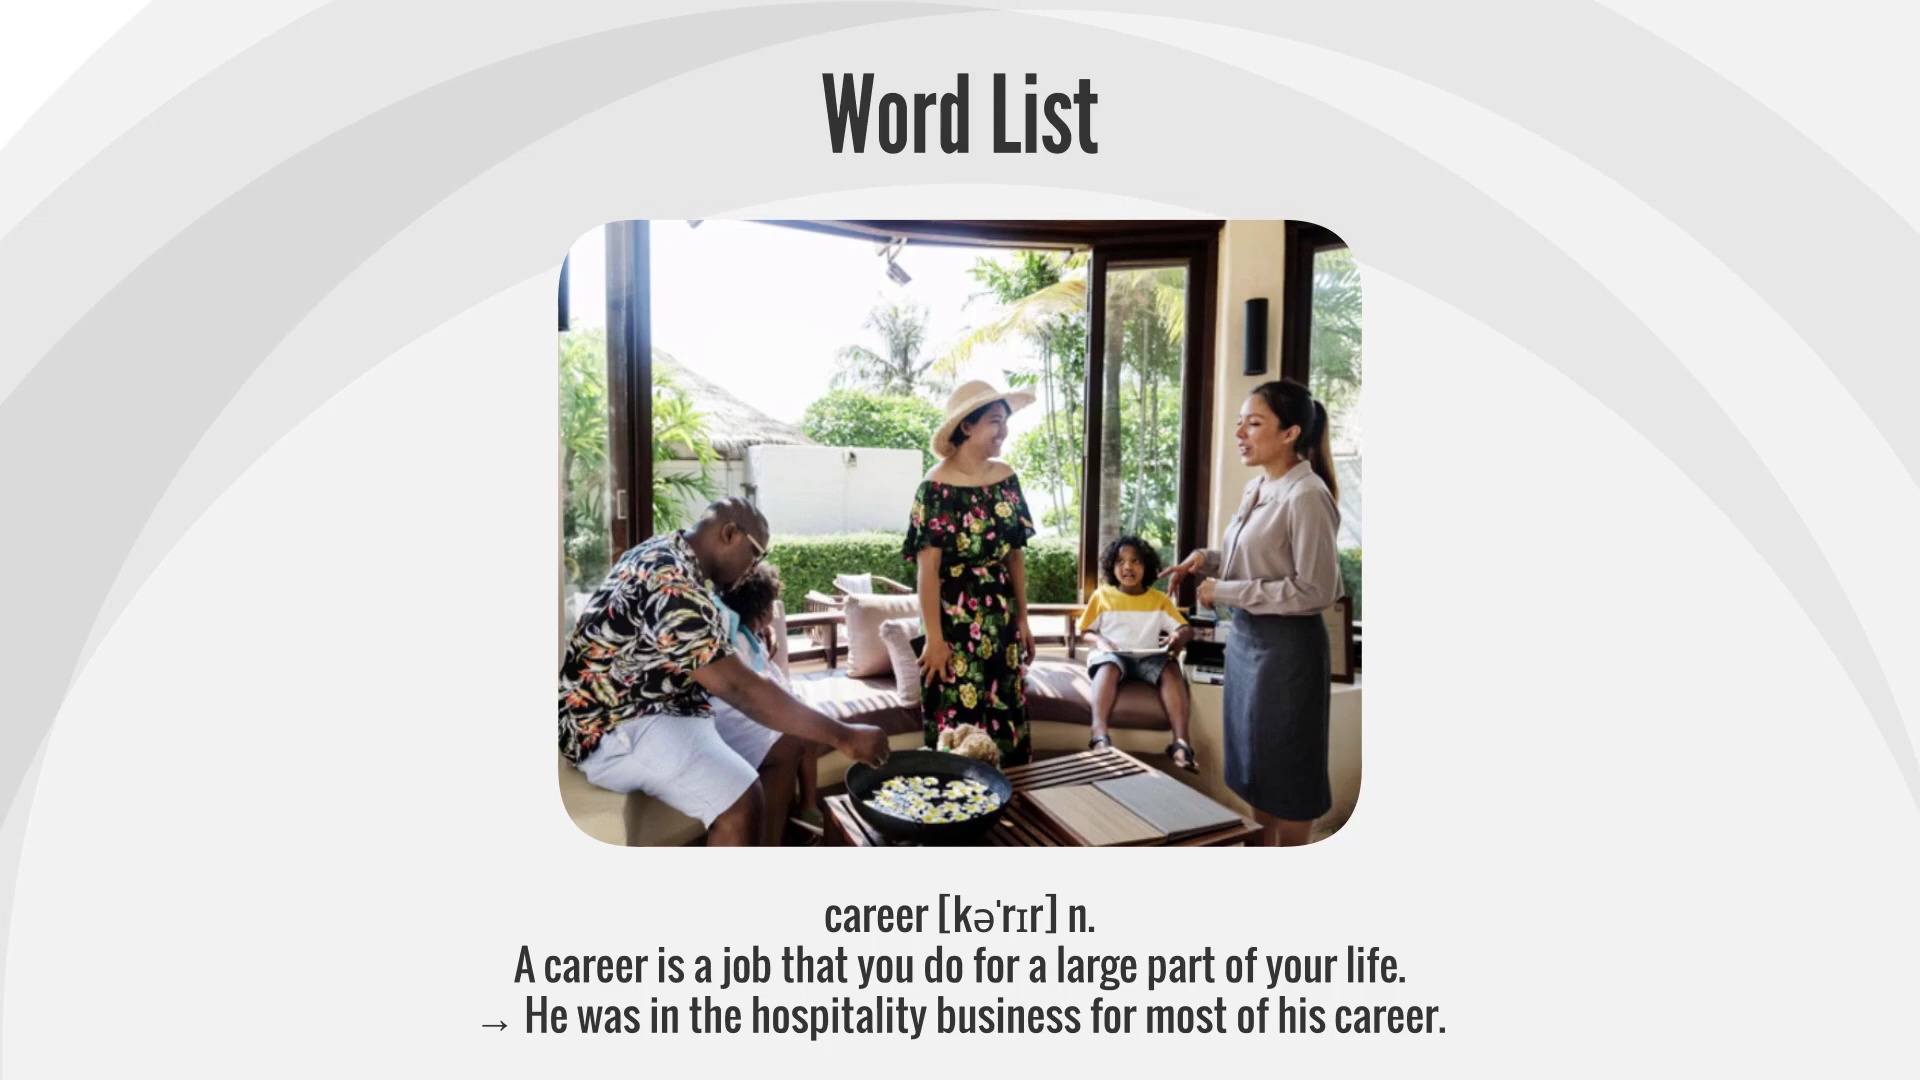 Word List
career [kəˈrɪr] n.
A career is a job that you do for a large part of your life.
→ He was in the hospitality business for most of his career.